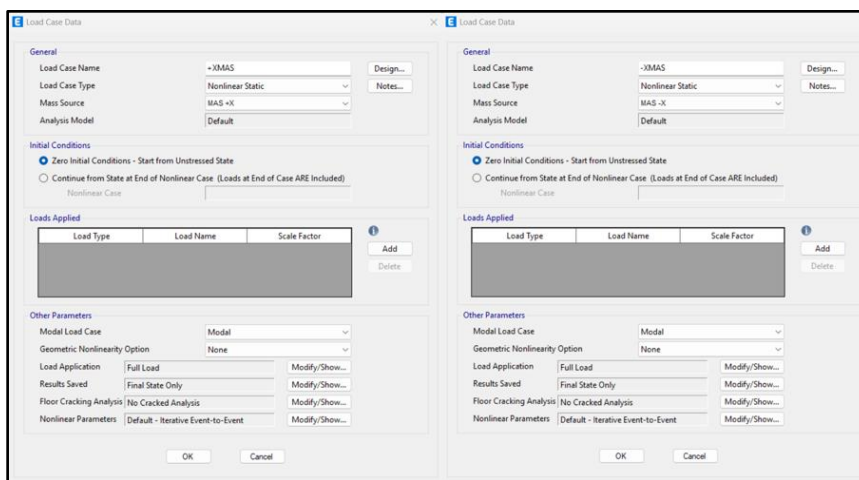 E Load Case Data
General
Load Case Name +XMAS Design...
Load Case Type Nonlinear Static Notes...
Mass Source MAS +X
Analysis Model Default
Initial Conditions
Zero Initial Conditions - Start from Unstressed State
Continue from State at End of Nonlinear Case (Loads at End of Case ARE Included)
Nonlinear Case
Loads Applied
Load Type Load Name Scale Factor
Add
Delete
Other Parameters
Modal Load Case Modal
Geometric Nonlinearity Option None
Load Application Full Load Modify/Show...
Results Saved Final State Only Modify/Show...
Floor Cracking Analysis No Cracked Analysis Modify/Show...
Nonlinear Parameters Default - Iterative Event-to-Event Modify/Show...
OK Cancel
E Load Case Data
General
Load Case Name -XMAS Design...
Load Case Type Nonlinear Static Notes...
Mass Source MAS -X
Analysis Model Default
Initial Conditions
Zero Initial Conditions - Start from Unstressed State
Continue from State at End of Nonlinear Case (Loads at End of Case ARE Included)
Nonlinear Case
Loads Applied
Load Type Load Name Scale Factor
Add
Delete
Other Parameters
Modal Load Case Modal
Geometric Nonlinearity Option None
Load Application Full Load Modify/Show...
Results Saved Final State Only Modify/Show...
Floor Cracking Analysis No Cracked Analysis Modify/Show...
Nonlinear Parameters Default - Iterative Event-to-Event Modify/Show...
OK Cancel